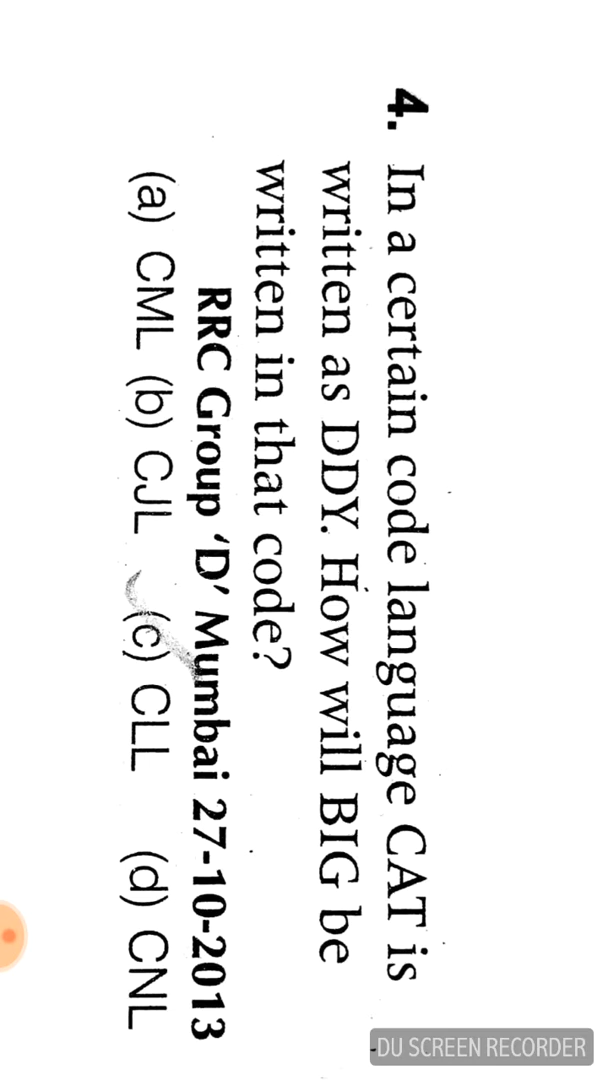 4. In a certain code language CAT is
written as DDY. How will BIG be
written in that code?
RRC Group ‘D’ Mumbai 27-10-2013
(a) CML (b) CJL (c) CLL (d) CNL
DU SCREEN RECORDER